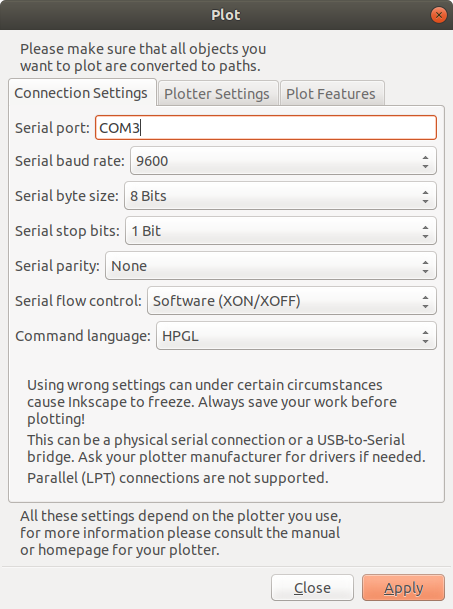 Plot
Please make sure that all objects you
want to plot are converted to paths.
Connection Settings Plotter Settings Plot Features
Serial port: COM3
Serial baud rate: 9600
Serial byte size: 8 Bits
Serial stop bits: 1 Bit
Serial parity: None
Serial flow control: Software (XON/XOFF)
Command language: HPGL
Using wrong settings can under certain circumstances
cause Inkscape to freeze. Always save your work before
plotting!
This can be a physical serial connection or a USB-to-Serial
bridge. Ask your plotter manufacturer for drivers if needed.
Parallel (LPT) connections are not supported.
All these settings depend on the plotter you use,
for more information please consult the manual
or homepage for your plotter.
Close Apply